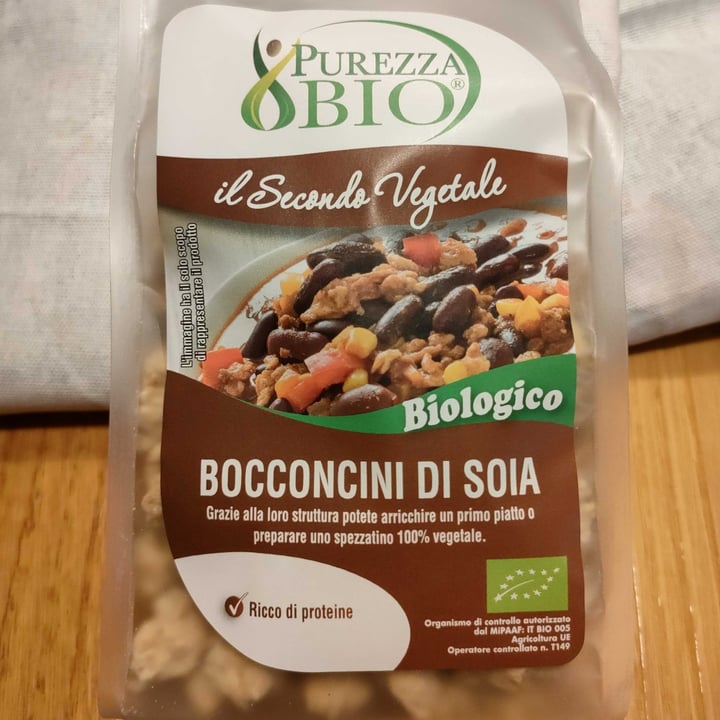 PUREZZA
BIO®
il Secondo Vegetale
L'immagine ha il solo scopo
di rappresentare il prodotto
Biologico
BOCCONCINI DI SOIA
Grazie alla loro struttura potete arricchire un primo piatto o
preparare uno spezzatino 100% vegetale.
Ricco di proteine
Organismo di controllo autorizzato
dal MiPAAF: IT BIO 005
Agricoltura UE
Operatore controllato n. T149